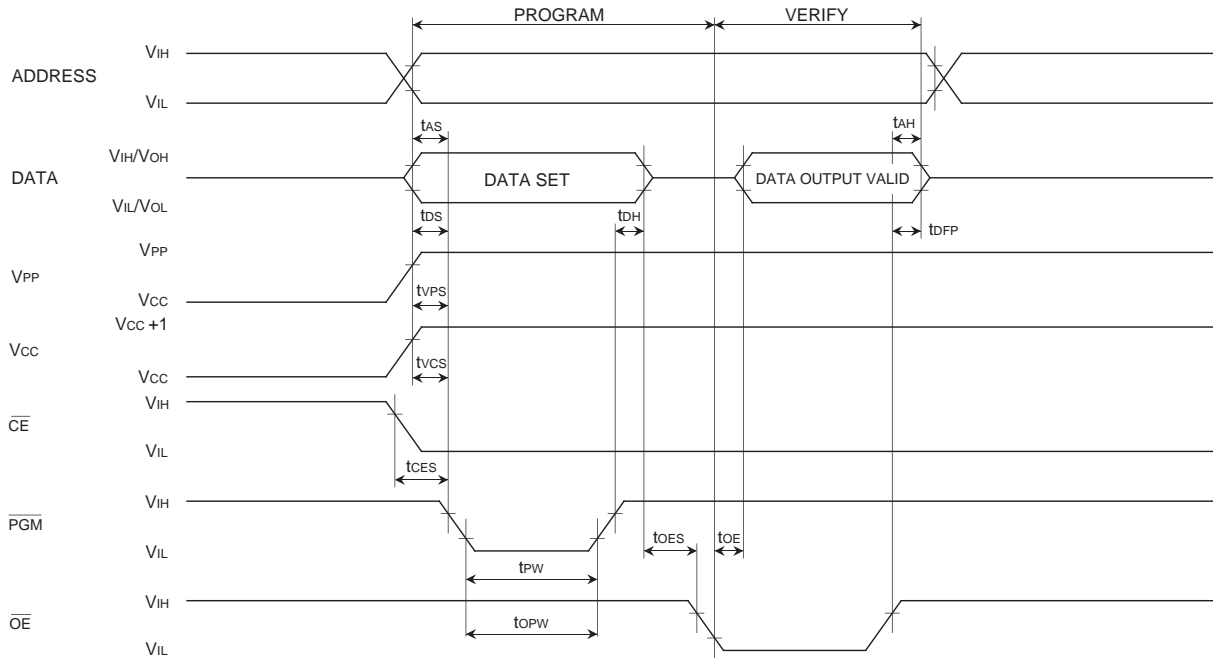 PROGRAM VERIFY
VIH
ADDRESS
VIL
tAS tAH
VIH/VOH
DATA DATA SET DATA OUTPUT VALID
VIL/VOL
tDS tDH tDFP
VPP
VPP
VCC tVPS
VCC +1
VCC
VCC tVCS
VIH
CE
VIL
tCES
VIH
PGM
VIL tOES tOE
tPW
VIH
OE tOPW
VIL